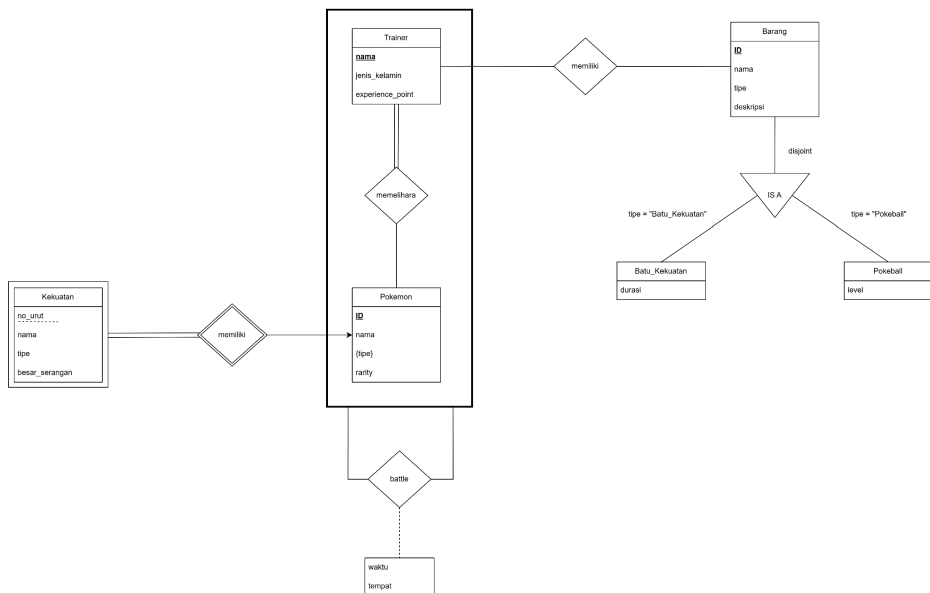 Trainer
nama
jenis_kelamin
experience_point
memiliki
Barang
ID
nama
tipe
deskripsi
disjoint
IS A
tipe = "Batu_Kekuatan"
tipe = "Pokeball"
Batu_Kekuatan
durasi
Pokeball
level
memelihara
Kekuatan
no_urut
nama
tipe
besar_serangan
memiliki
Pokemon
ID
nama
{tipe}
rarity
battle
waktu
tempat